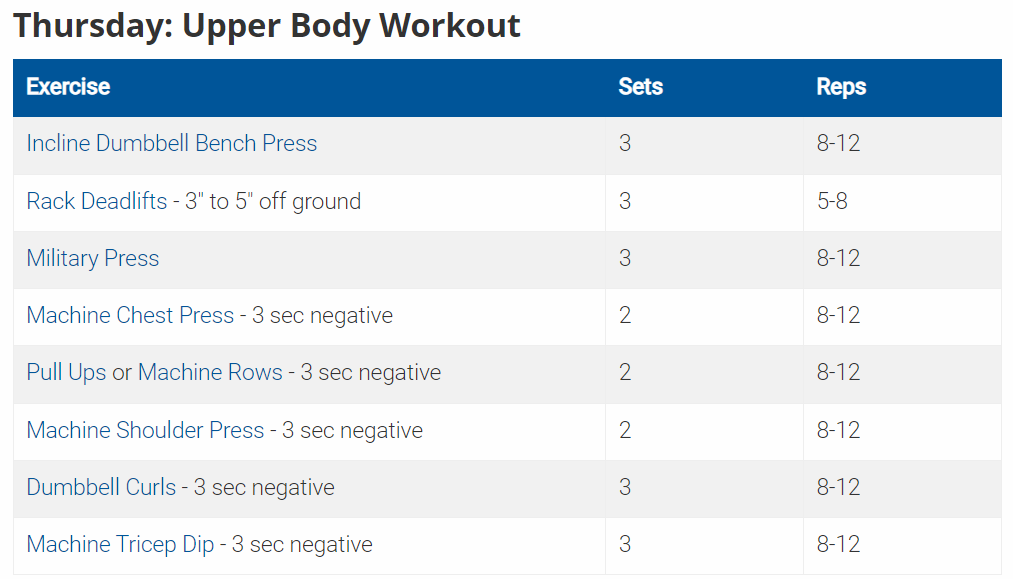 Thursday: Upper Body Workout
Exercise Sets Reps
Incline Dumbbell Bench Press 3 8-12
Rack Deadlifts - 3" to 5" off ground 3 5-8
Military Press 3 8-12
Machine Chest Press - 3 sec negative 2 8-12
Pull Ups or Machine Rows - 3 sec negative 2 8-12
Machine Shoulder Press - 3 sec negative 2 8-12
Dumbbell Curls - 3 sec negative 3 8-12
Machine Tricep Dip - 3 sec negative 3 8-12